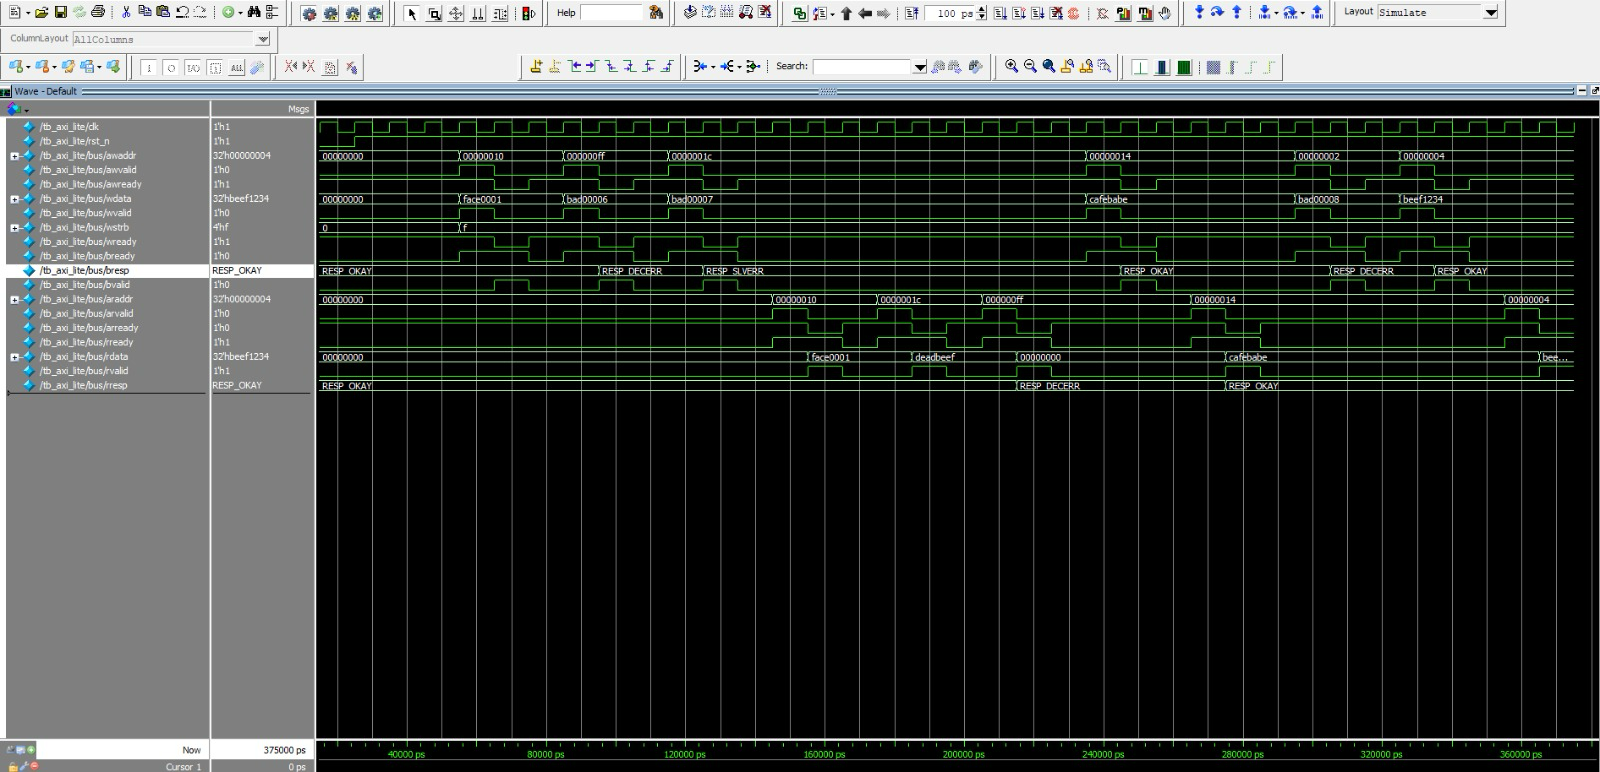 Help
100 ps
Layout Simulate
ColumnLayout AllColumns
ALL
Search:
Wave - Default
Msgs
/tb_axi_lite/clk 1'h1
/tb_axi_lite/rst_n 1'h1
/tb_axi_lite/bus/awaddr 32'h00000004 00000000 00000010 000000ff 0000001c 00000014 00000002 00000004
/tb_axi_lite/bus/awvalid 1'h0
/tb_axi_lite/bus/awready 1'h1
/tb_axi_lite/bus/wdata 32'hbeef1234 00000000 face0001 bad00006 bad00007 cafebabe bad00008 beef1234
/tb_axi_lite/bus/wvalid 1'h0
/tb_axi_lite/bus/wstrb 4'hf 0 f
/tb_axi_lite/bus/wready 1'h1
/tb_axi_lite/bus/bready 1'h0
/tb_axi_lite/bus/bresp RESP_OKAY RESP_OKAY RESP_DECERR RESP_SLVERR RESP_OKAY RESP_DECERR RESP_OKAY
/tb_axi_lite/bus/bvalid 1'h0
/tb_axi_lite/bus/araddr 32'h00000004 00000000 00000010 0000001c 000000ff 00000014 00000004
/tb_axi_lite/bus/arvalid 1'h0
/tb_axi_lite/bus/arready 1'h0
/tb_axi_lite/bus/rready 1'h1
/tb_axi_lite/bus/rdata 32'hbeef1234 00000000 face0001 deadbeef 00000000 cafebabe bee...
/tb_axi_lite/bus/rvalid 1'h1
/tb_axi_lite/bus/rresp RESP_OKAY RESP_OKAY RESP_DECERR RESP_OKAY
Now 375000 ps 40000 ps 80000 ps 120000 ps 160000 ps 200000 ps 240000 ps 280000 ps 320000 ps 360000 ps
Cursor 1 0 ps